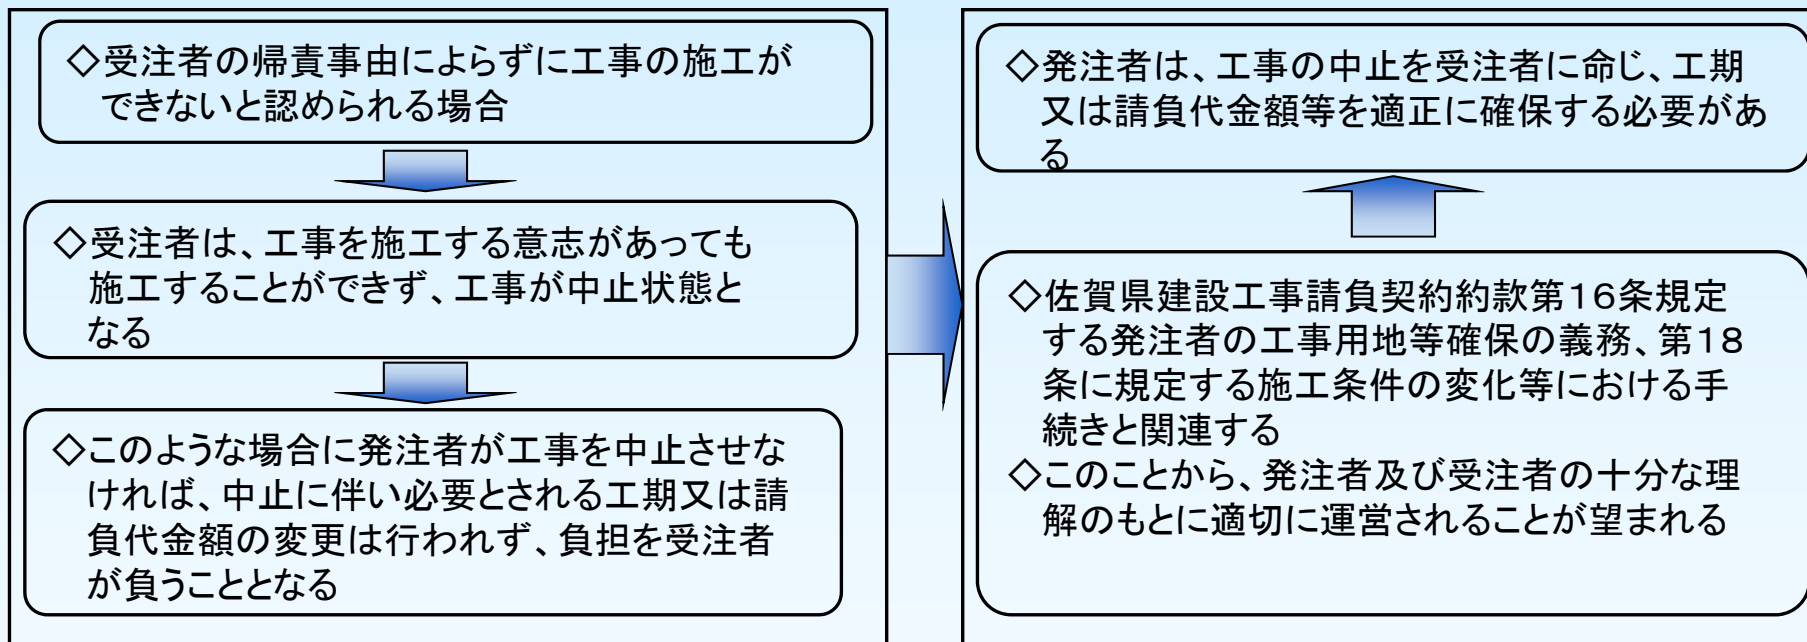 ◇受注者の帰責事由によらずに工事の施工が
できないと認められる場合
◇受注者は、工事を施工する意志があっても
施工することができず、工事が中止状態と
なる
◇このような場合に発注者が工事を中止させな
ければ、中止に伴い必要とされる工期又は請
負代金額の変更は行われず、負担を受注者
が負うこととなる
◇発注者は、工事の中止を受注者に命じ、工期
又は請負代金額等を適正に確保する必要があ
る
◇佐賀県建設工事請負契約約款第16条規定
する発注者の工事用地等確保の義務、第18
条に規定する施工条件の変化等における手
続きと関連する
◇このことから、発注者及び受注者の十分な理
解のもとに適切に運営されることが望まれる